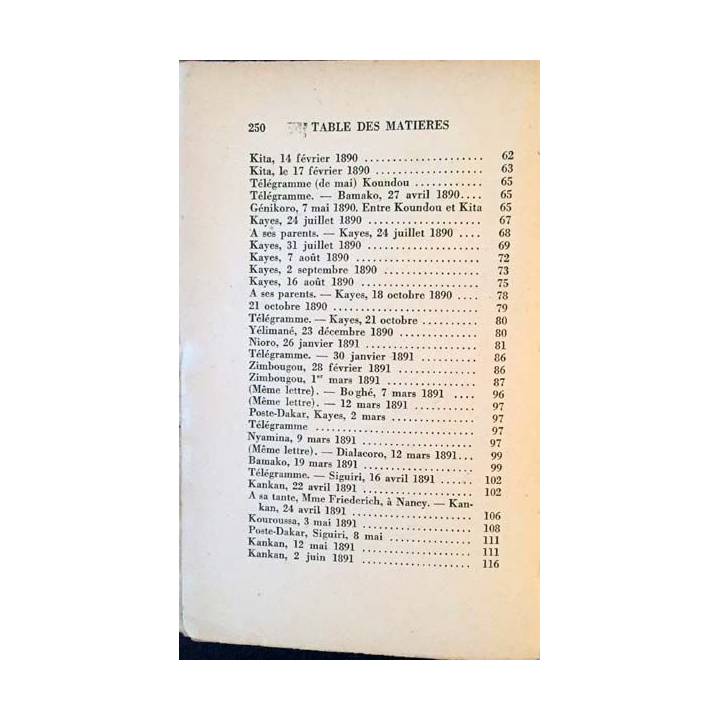 250 TABLE DES MATIERES
Kita, 14 février 1890 ..................... 62
Kita, le 17 février 1890 ................... 63
Télégramme (de mai) Koundou ............ 65
Télégramme. — Bamako, 27 avril 1890.... 65
Génikoro, 7 mai 1890. Entre Koundou et Kita 65
Kayes, 24 juillet 1890 .................... 67
A ses parents. — Kayes, 24 juillet 1890 .... 68
Kayes, 31 juillet 1890 .................... 69
Kayes, 7 août 1890 ...................... 72
Kayes, 2 septembre 1890 ................. 73
Kayes, 16 août 1890 ..................... 75
A ses parents. — Kayes, 18 octobre 1890 .... 78
21 octobre 1890 .......................... 79
Télégramme. — Kayes, 21 octobre .......... 80
Yélimané, 23 décembre 1890 .............. 80
Nioro, 26 janvier 1891 .................... 81
Télégramme. — 30 janvier 1891 ........... 86
Zimbougou, 28 février 1891 ............... 86
Zimbougou, 1er mars 1891 ................ 87
(Même lettre). — Bo'ghé, 7 mars 1891 .... 96
(Même lettre). — 12 mars 1891 ............ 97
Poste-Dakar, Kayes, 2 mars ............... 97
Télégramme ............................ 97
Nyamina, 9 mars 1891 .................... 97
(Même lettre). — Dialacoro, 12 mars 1891... 99
Bamako, 19 mars 1891 .................... 99
Télégramme. — Siguiri, 16 avril 1891 ...... 102
Kankan, 22 avril 1891 .................... 102
A sa tante, Mme Friederich, à Nancy. — Kan-
kan, 24 avril 1891 ..................... 106
Kouroussa, 3 mai 1891 .................... 108
Poste-Dakar, Siguiri, 8 mai ............... 111
Kankan, 12 mai 1891 .................... 111
Kankan, 2 juin 1891 .................... 116